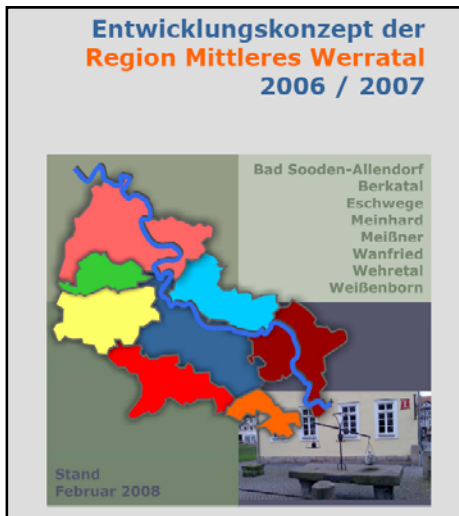 Entwicklungskonzept der
Region Mittleres Werratal
2006 / 2007
Bad Sooden-Allendorf
Berkatal
Eschwege
Meinhard
Meißner
Wanfried
Wehretal
Weißenborn
Stand
Februar 2008